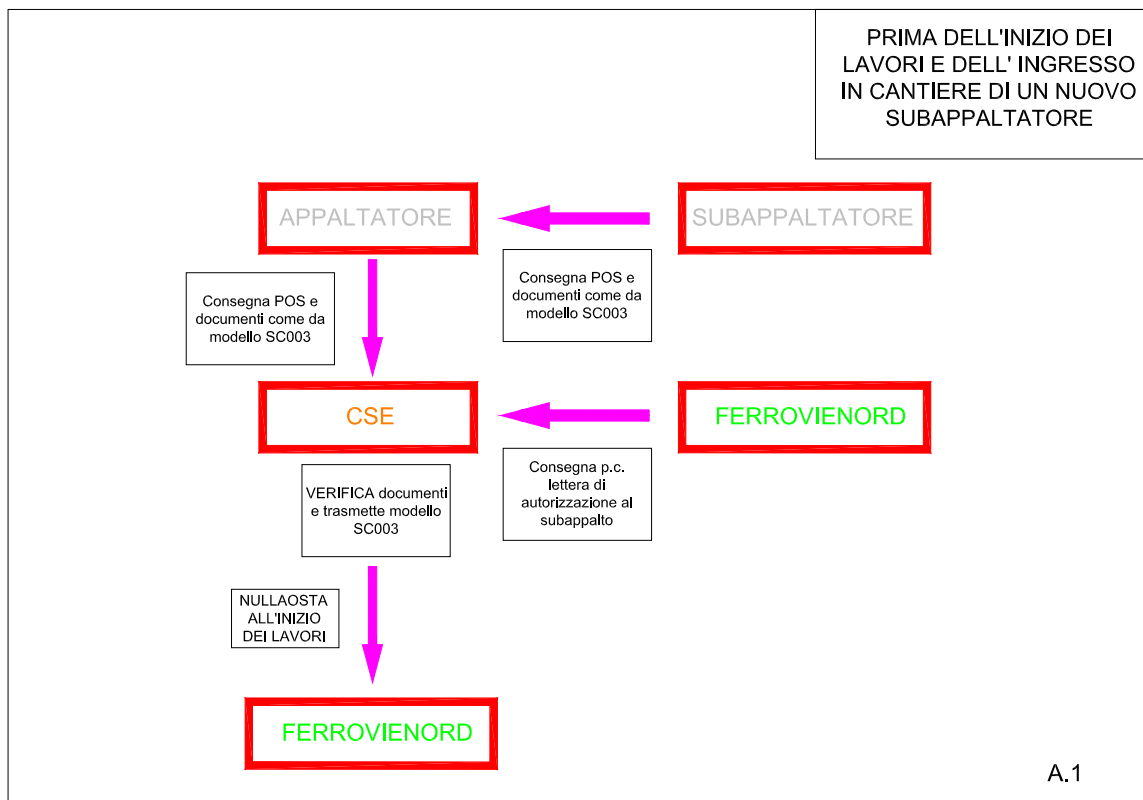 PRIMA DELL'INIZIO DEI
LAVORI E DELL' INGRESSO
IN CANTIERE DI UN NUOVO
SUBAPPALTATORE
APPALTATORE
SUBAPPALTATORE
Consegna POS e
documenti come da
modello SC003
Consegna POS e
documenti come da
modello SC003
CSE
FERROVIENORD
VERIFICA documenti
e trasmette modello
SC003
Consegna p.c.
lettera di
autorizzazione al
subappalto
NULLAOSTA
ALL'INIZIO
DEI LAVORI
FERROVIENORD
A.1